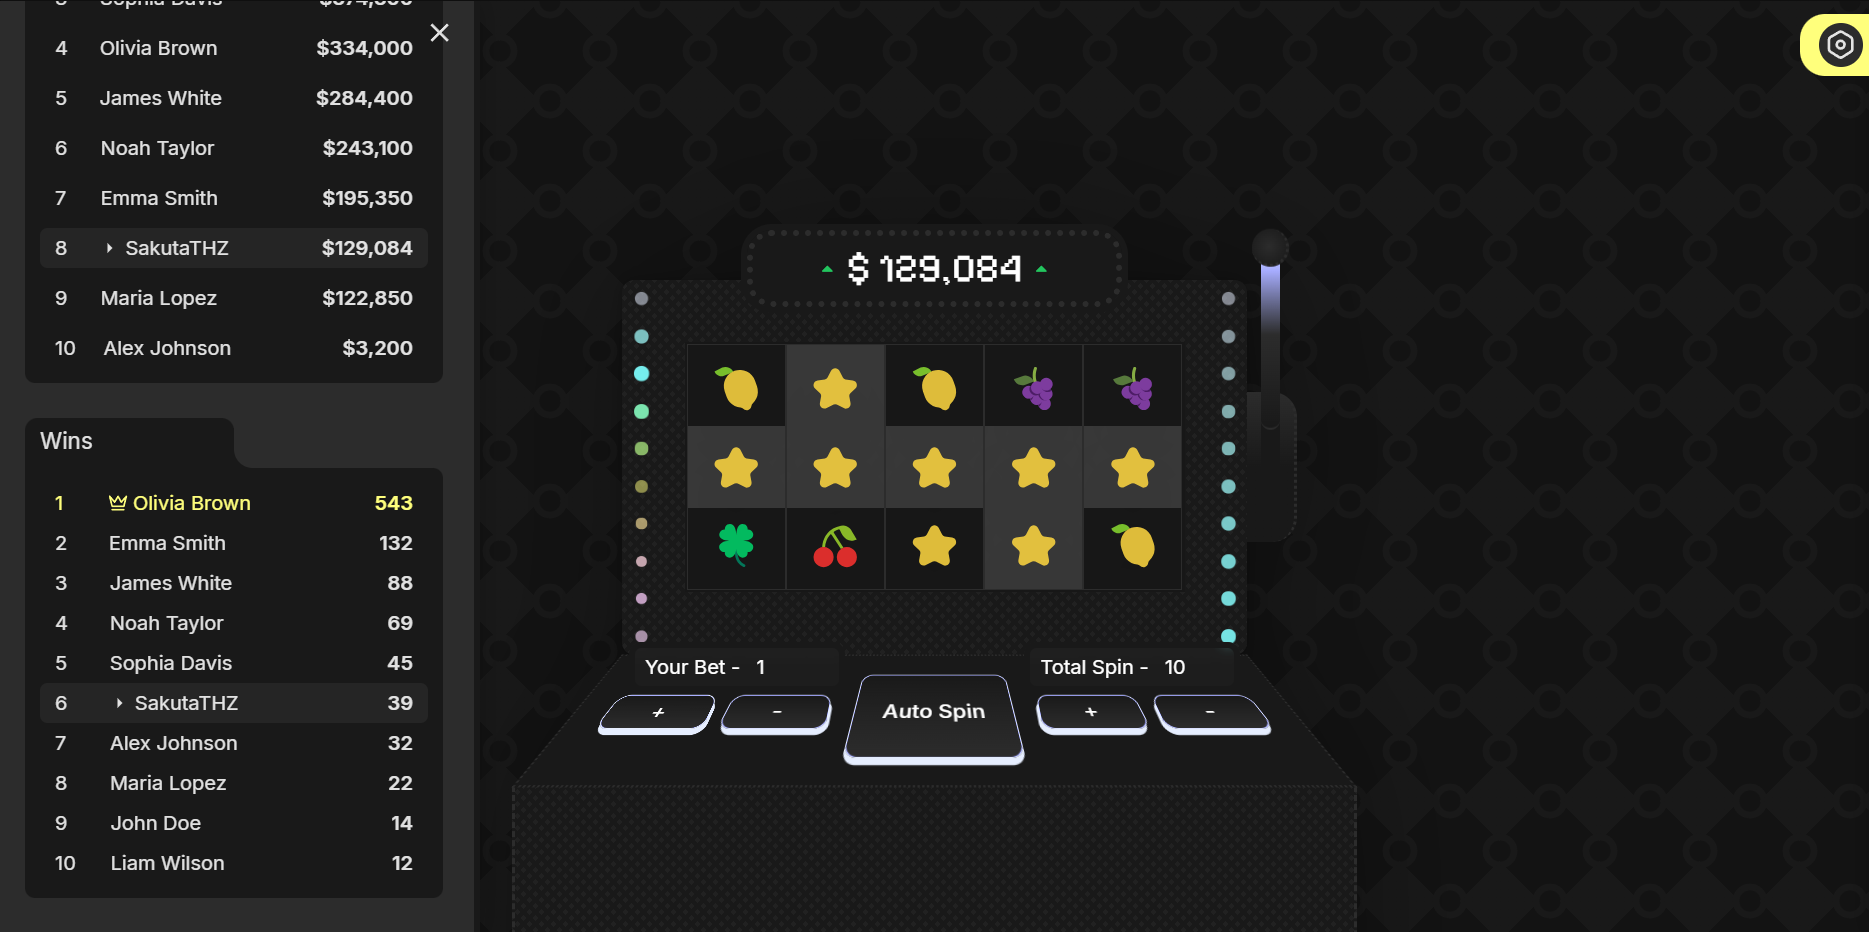 4 Olivia Brown $334,000
5 James White $284,400
6 Noah Taylor $243,100
7 Emma Smith $195,350
8 SakutaTHZ $129,084
9 Maria Lopez $122,850
10 Alex Johnson $3,200
Wins
1 Olivia Brown 543
2 Emma Smith 132
3 James White 88
4 Noah Taylor 69
5 Sophia Davis 45
6 SakutaTHZ 39
7 Alex Johnson 32
8 Maria Lopez 22
9 John Doe 14
10 Liam Wilson 12
$ 129,084
Your Bet - 1
Total Spin - 10
+
-
Auto Spin
+
-